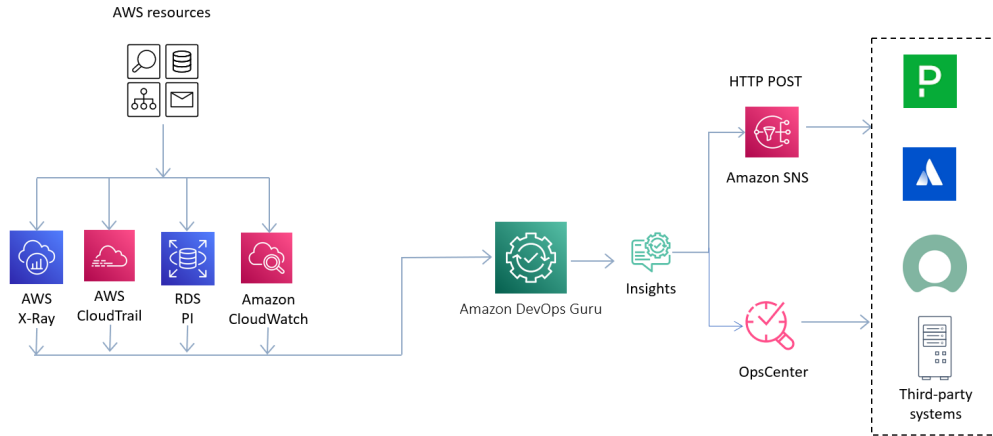 AWS resources
AWS
X-Ray
AWS
CloudTrail
RDS
PI
Amazon
CloudWatch
Amazon DevOps Guru
Insights
HTTP POST
Amazon SNS
OpsCenter
P
Third-party
systems